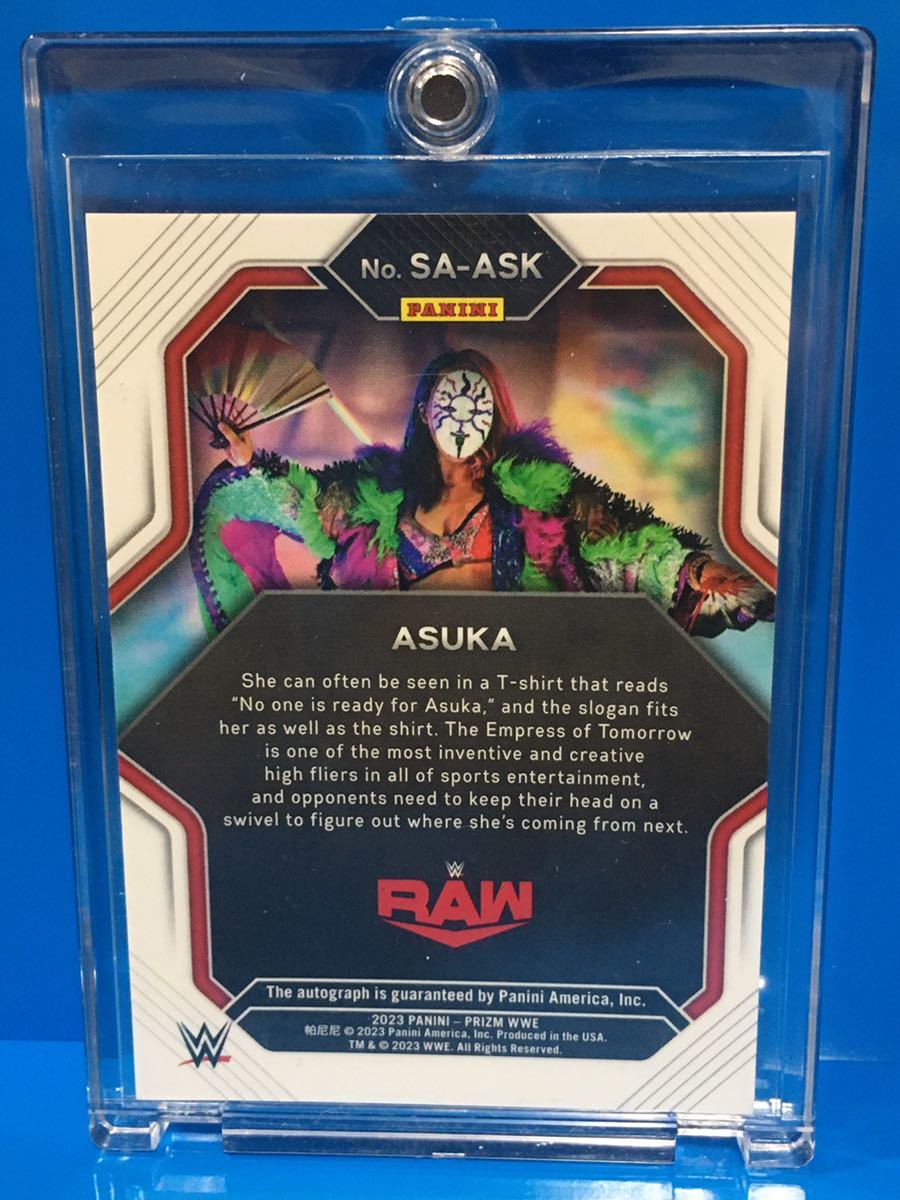 No. SA-ASK
PANINI
ASUKA
She can often be seen in a T-shirt that reads
“No one is ready for Asuka,” and the slogan fits
her as well as the shirt. The Empress of Tomorrow
is one of the most inventive and creative
high fliers in all of sports entertainment,
and opponents need to keep their head on a
swivel to figure out where she’s coming from next.
W
RAW
The autograph is guaranteed by Panini America, Inc.
2023 PANINI – PRIZM WWE
帕尼尼 © 2023 Panini America, Inc. Produced in the USA.
TM & © 2023 WWE. All Rights Reserved.
W